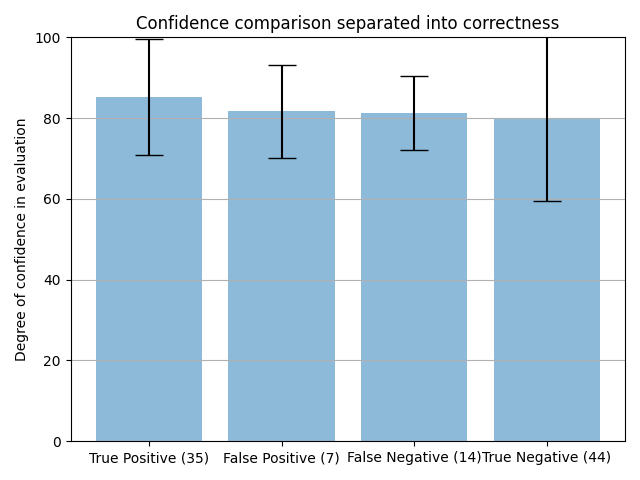 Confidence comparison separated into correctness
Degree of confidence in evaluation
100
80
60
40
20
0
True Positive (35)
False Positive (7)
False Negative (14)
True Negative (44)